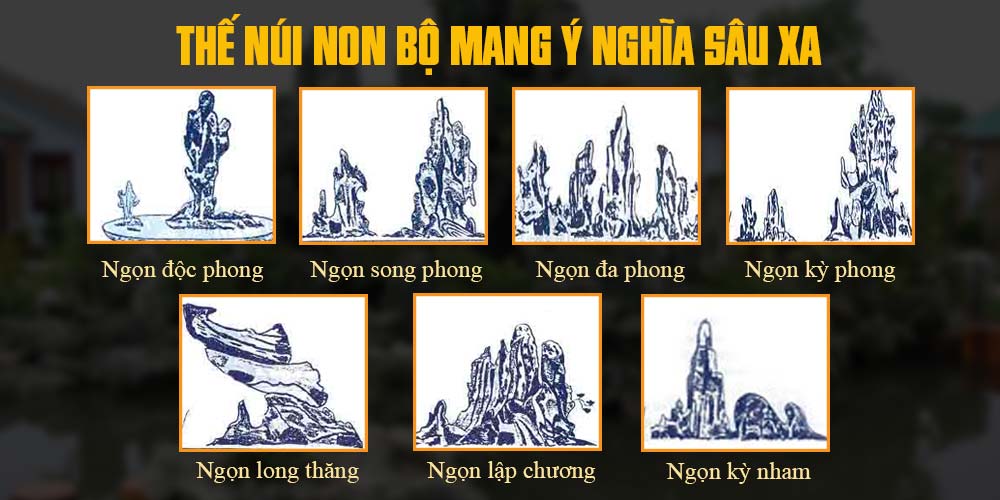 THẾ NÚI NON BỘ MANG Ý NGHĨA SÂU XA
Ngọn độc phong
Ngọn song phong
Ngọn đa phong
Ngọn kỳ phong
Ngọn long thăng
Ngọn lập chương
Ngọn kỳ nham